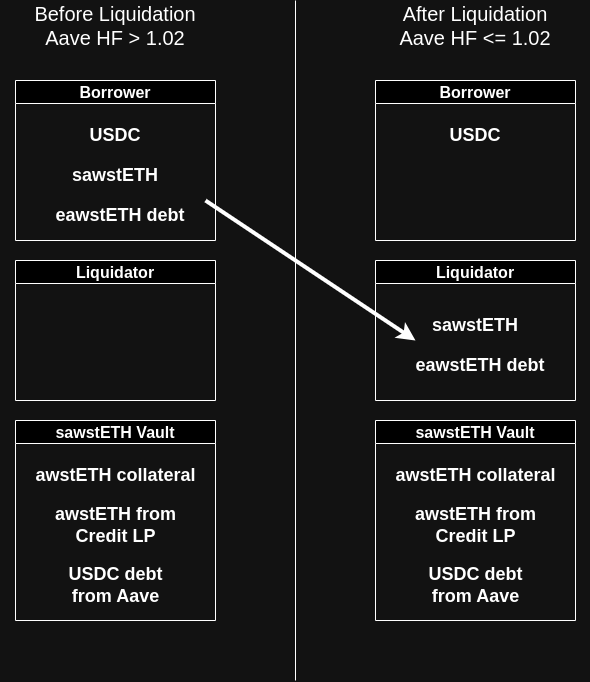 Before Liquidation
Aave HF > 1.02
Borrower
USDC
sawstETH
eawstETH debt
Liquidator
sawstETH Vault
awstETH collateral
awstETH from
Credit LP
USDC debt
from Aave
After Liquidation
Aave HF <= 1.02
Borrower
USDC
Liquidator
sawstETH
eawstETH debt
sawstETH Vault
awstETH collateral
awstETH from
Credit LP
USDC debt
from Aave